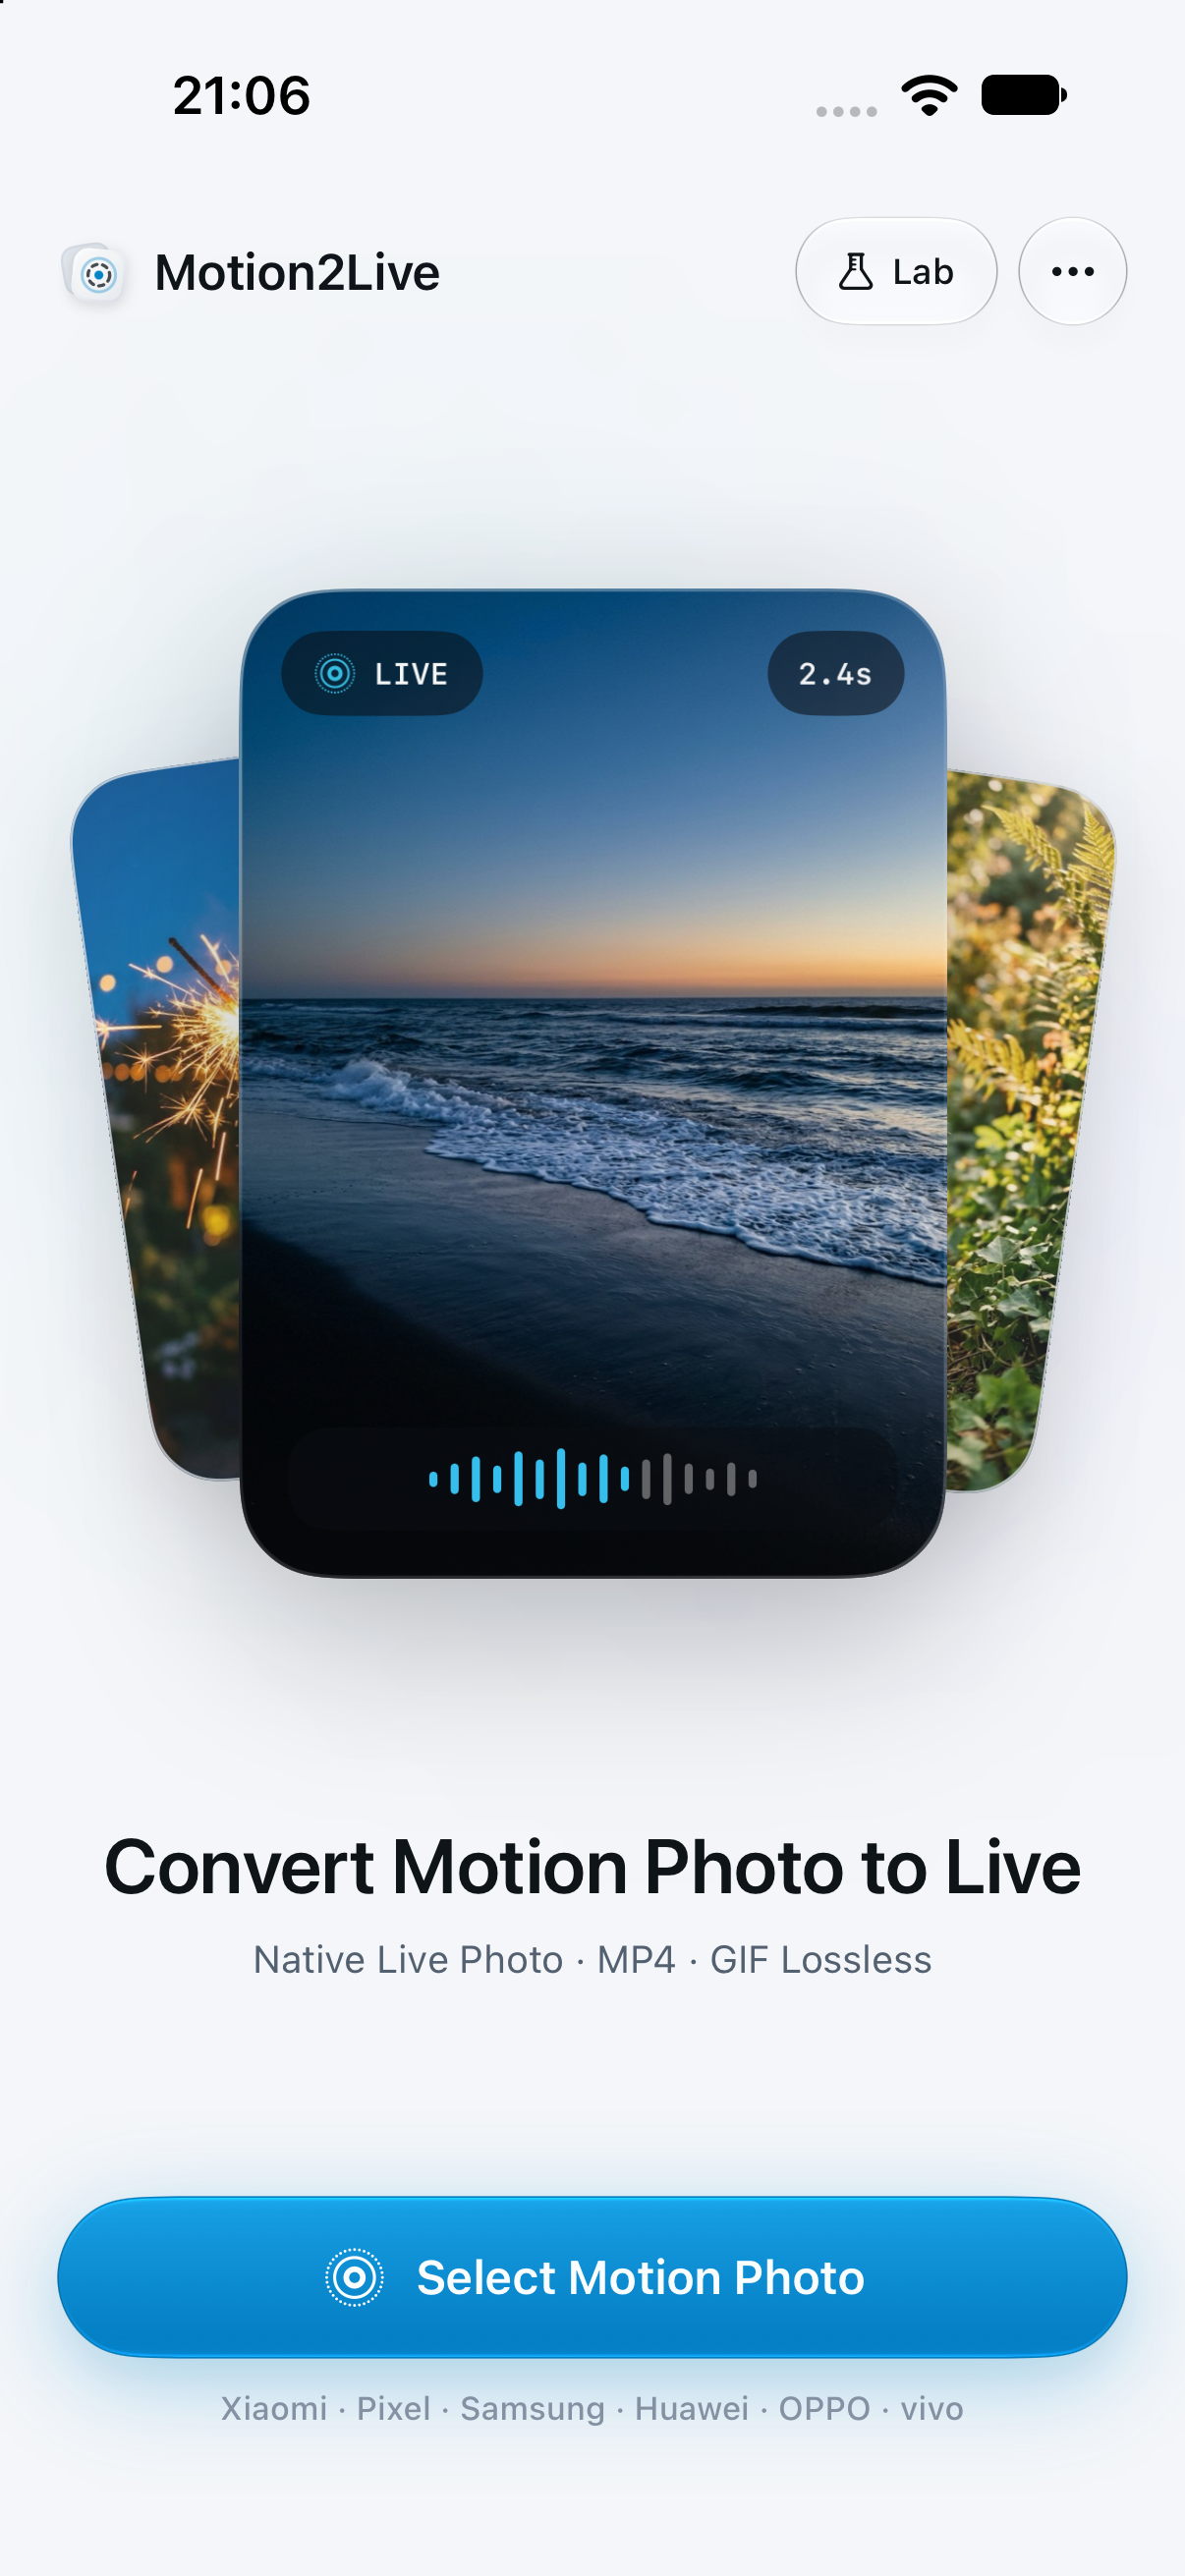 21:06
Motion2Live
Lab
LIVE
2.4s
Convert Motion Photo to Live
Native Live Photo · MP4 · GIF Lossless
Select Motion Photo
Xiaomi · Pixel · Samsung · Huawei · OPPO · vivo